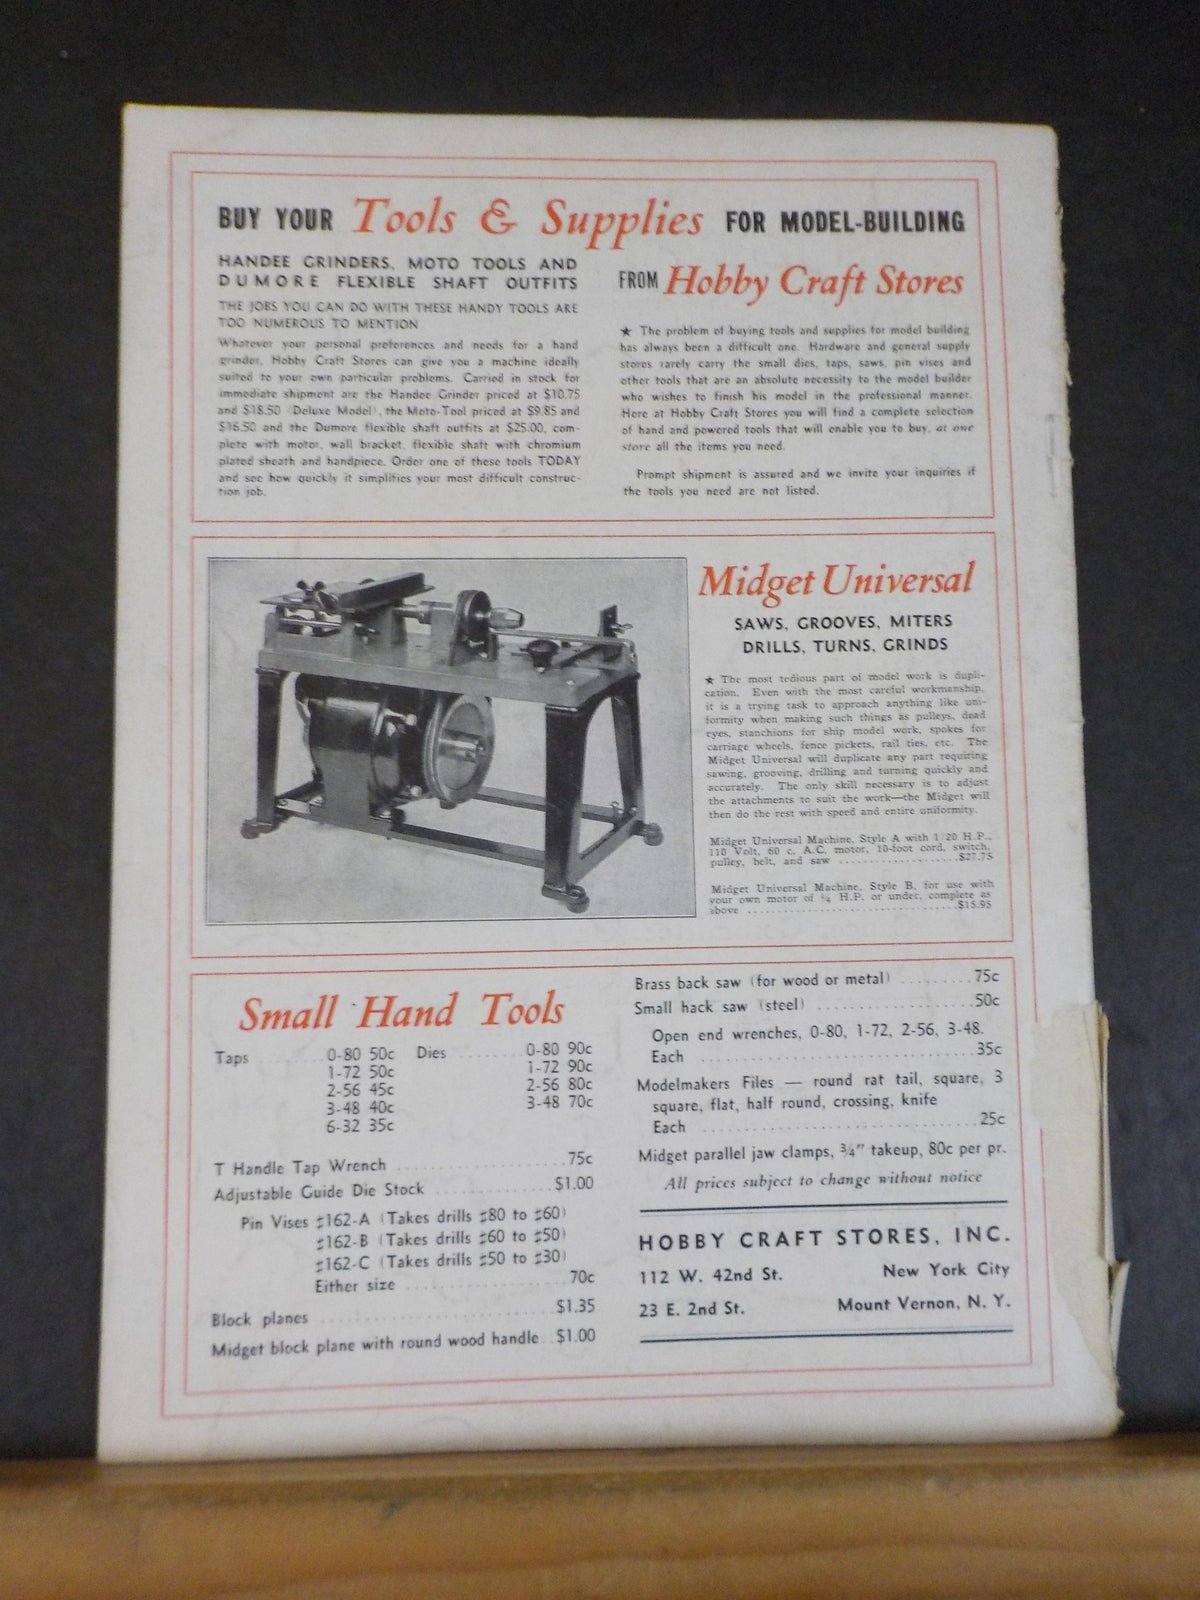 BUY YOUR Tools & Supplies FOR MODEL-BUILDING
HANDEE GRINDERS, MOTO TOOLS AND
DUMORE FLEXIBLE SHAFT OUTFITS
THE JOBS YOU CAN DO WITH THESE HANDY TOOLS ARE
TOO NUMEROUS TO MENTION
Whatever your personal preferences and needs for a hand
grinder, Hobby Craft Stores can give you a machine ideally
suited to your own particular problems. Carried in stock for
immediate shipment are the Handee Grinder priced at $10.75
and $18.50 (Deluxe Model), the Moto-Tool priced at $9.85 and
$16.50 and the Dumore flexible shaft outfits at $25.00, com-
plete with motor, wall bracket, flexible shaft with chromium
plated sheath and handpiece. Order one of these tools TODAY
and see how quickly it simplifies your most difficult construc-
tion job.
FROM Hobby Craft Stores
★ The problem of buying tools and supplies for model building
has always been a difficult one. Hardware and general supply
stores rarely carry the small dies, taps, saws, pin vises and
other tools that are an absolute necessity to the model builder
who wishes to finish his model in the professional manner.
Here at Hobby Craft Stores you will find a complete selection
of hand and powered tools that will enable you to buy, at one
store all the items you need.
Prompt shipment is assured and we invite your inquiries if
the tools you need are not listed.
Midget Universal
SAWS, GROOVES, MITERS
DRILLS, TURNS, GRINDS
★ The most tedious part of model work is dupli-
cation. Even with the most careful workmanship,
it is a trying task to approach anything like uni-
formity when making such things as pulleys, dead
eyes, stanchions for ship model work, spokes for
carriage wheels, fence pickets, rail ties, etc. The
Midget Universal will duplicate any part requiring
sawing, grooving, drilling and turning quickly and
accurately. The only skill necessary is to adjust
the attachments to suit the work—the Midget will
then do the rest with speed and entire uniformity.
Midget Universal Machine, Style A with 1/20 H.P.,
110 Volt, 60 c. A.C. motor, 10-foot cord, switch,
pulley, belt, and saw ....................$27.75
Midget Universal Machine, Style B, for use with
your own motor of ¼ H.P. or under, complete as
above ....................$15.95
Small Hand Tools
Taps ........ 0-80 50c Dies ........ 0-80 90c
1-72 50c 1-72 90c
2-56 45c 2-56 80c
3-48 40c 3-48 70c
6-32 35c
T Handle Tap Wrench ....................75c
Adjustable Guide Die Stock ..............$1.00
Pin Vises #162-A (Takes drills #80 to #60)
#162-B (Takes drills #60 to #50)
#162-C (Takes drills #50 to #30)
Either size ....................70c
Block planes ....................$1.35
Midget block plane with round wood handle..$1.00
Brass back saw (for wood or metal) .........75c
Small hack saw (steel) ....................50c
Open end wrenches, 0-80, 1-72, 2-56, 3-48.
Each ....................35c
Modelmakers Files — round rat tail, square, 3
square, flat, half round, crossing, knife
Each ....................25c
Midget parallel jaw clamps, ¾" takeup, 80c per pr.
All prices subject to change without notice
HOBBY CRAFT STORES, INC.
112 W. 42nd St. New York City
23 E. 2nd St. Mount Vernon, N. Y.